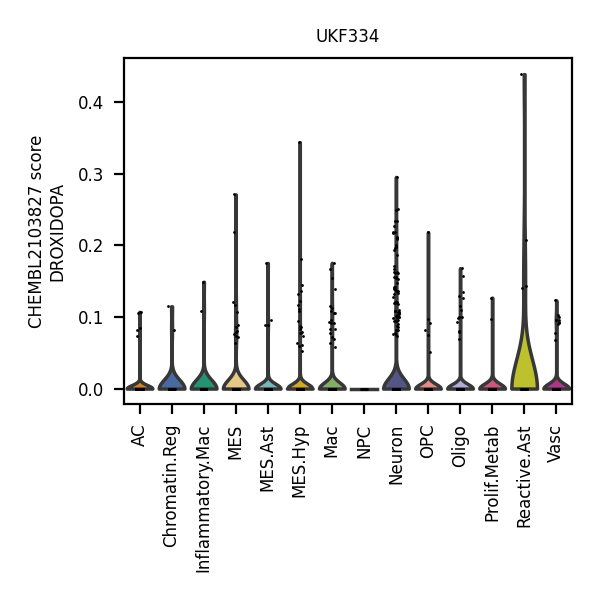 UKF334
CHEMBL2103827 score
DROXIDOPA
0.4
0.3
0.2
0.1
0.0
AC
Chromatin.Reg
Inflammatory.Mac
MES
MES.Ast
MES.Hyp
Mac
NPC
Neuron
OPC
Oligo
Prolif.Metab
Reactive.Ast
Vasc